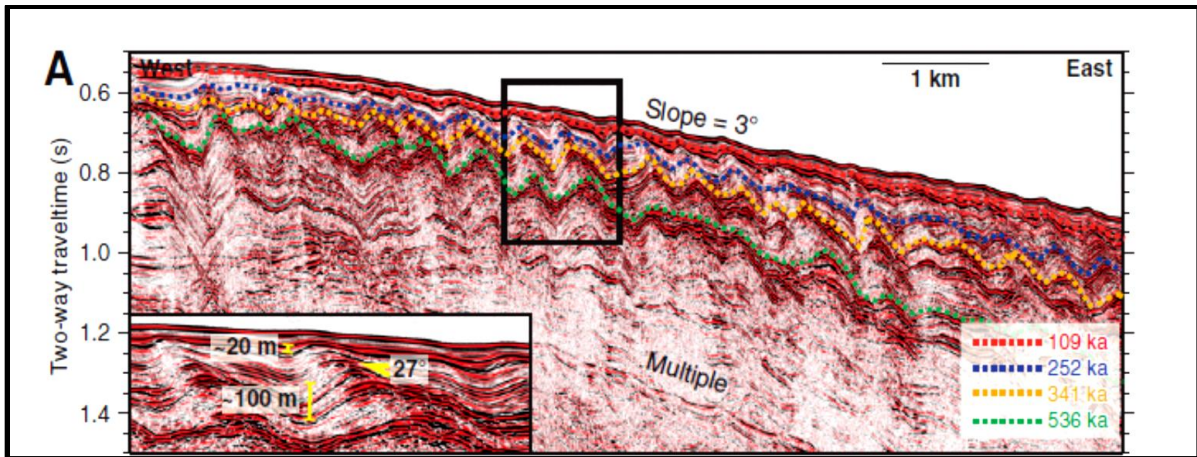 A
West
East
1 km
Slope = 3°
Two-way traveltime (s)
0.6
0.8
1.0
1.2
1.4
~20 m
27°
~100 m
Multiple
109 ka
252 ka
341 ka
536 ka